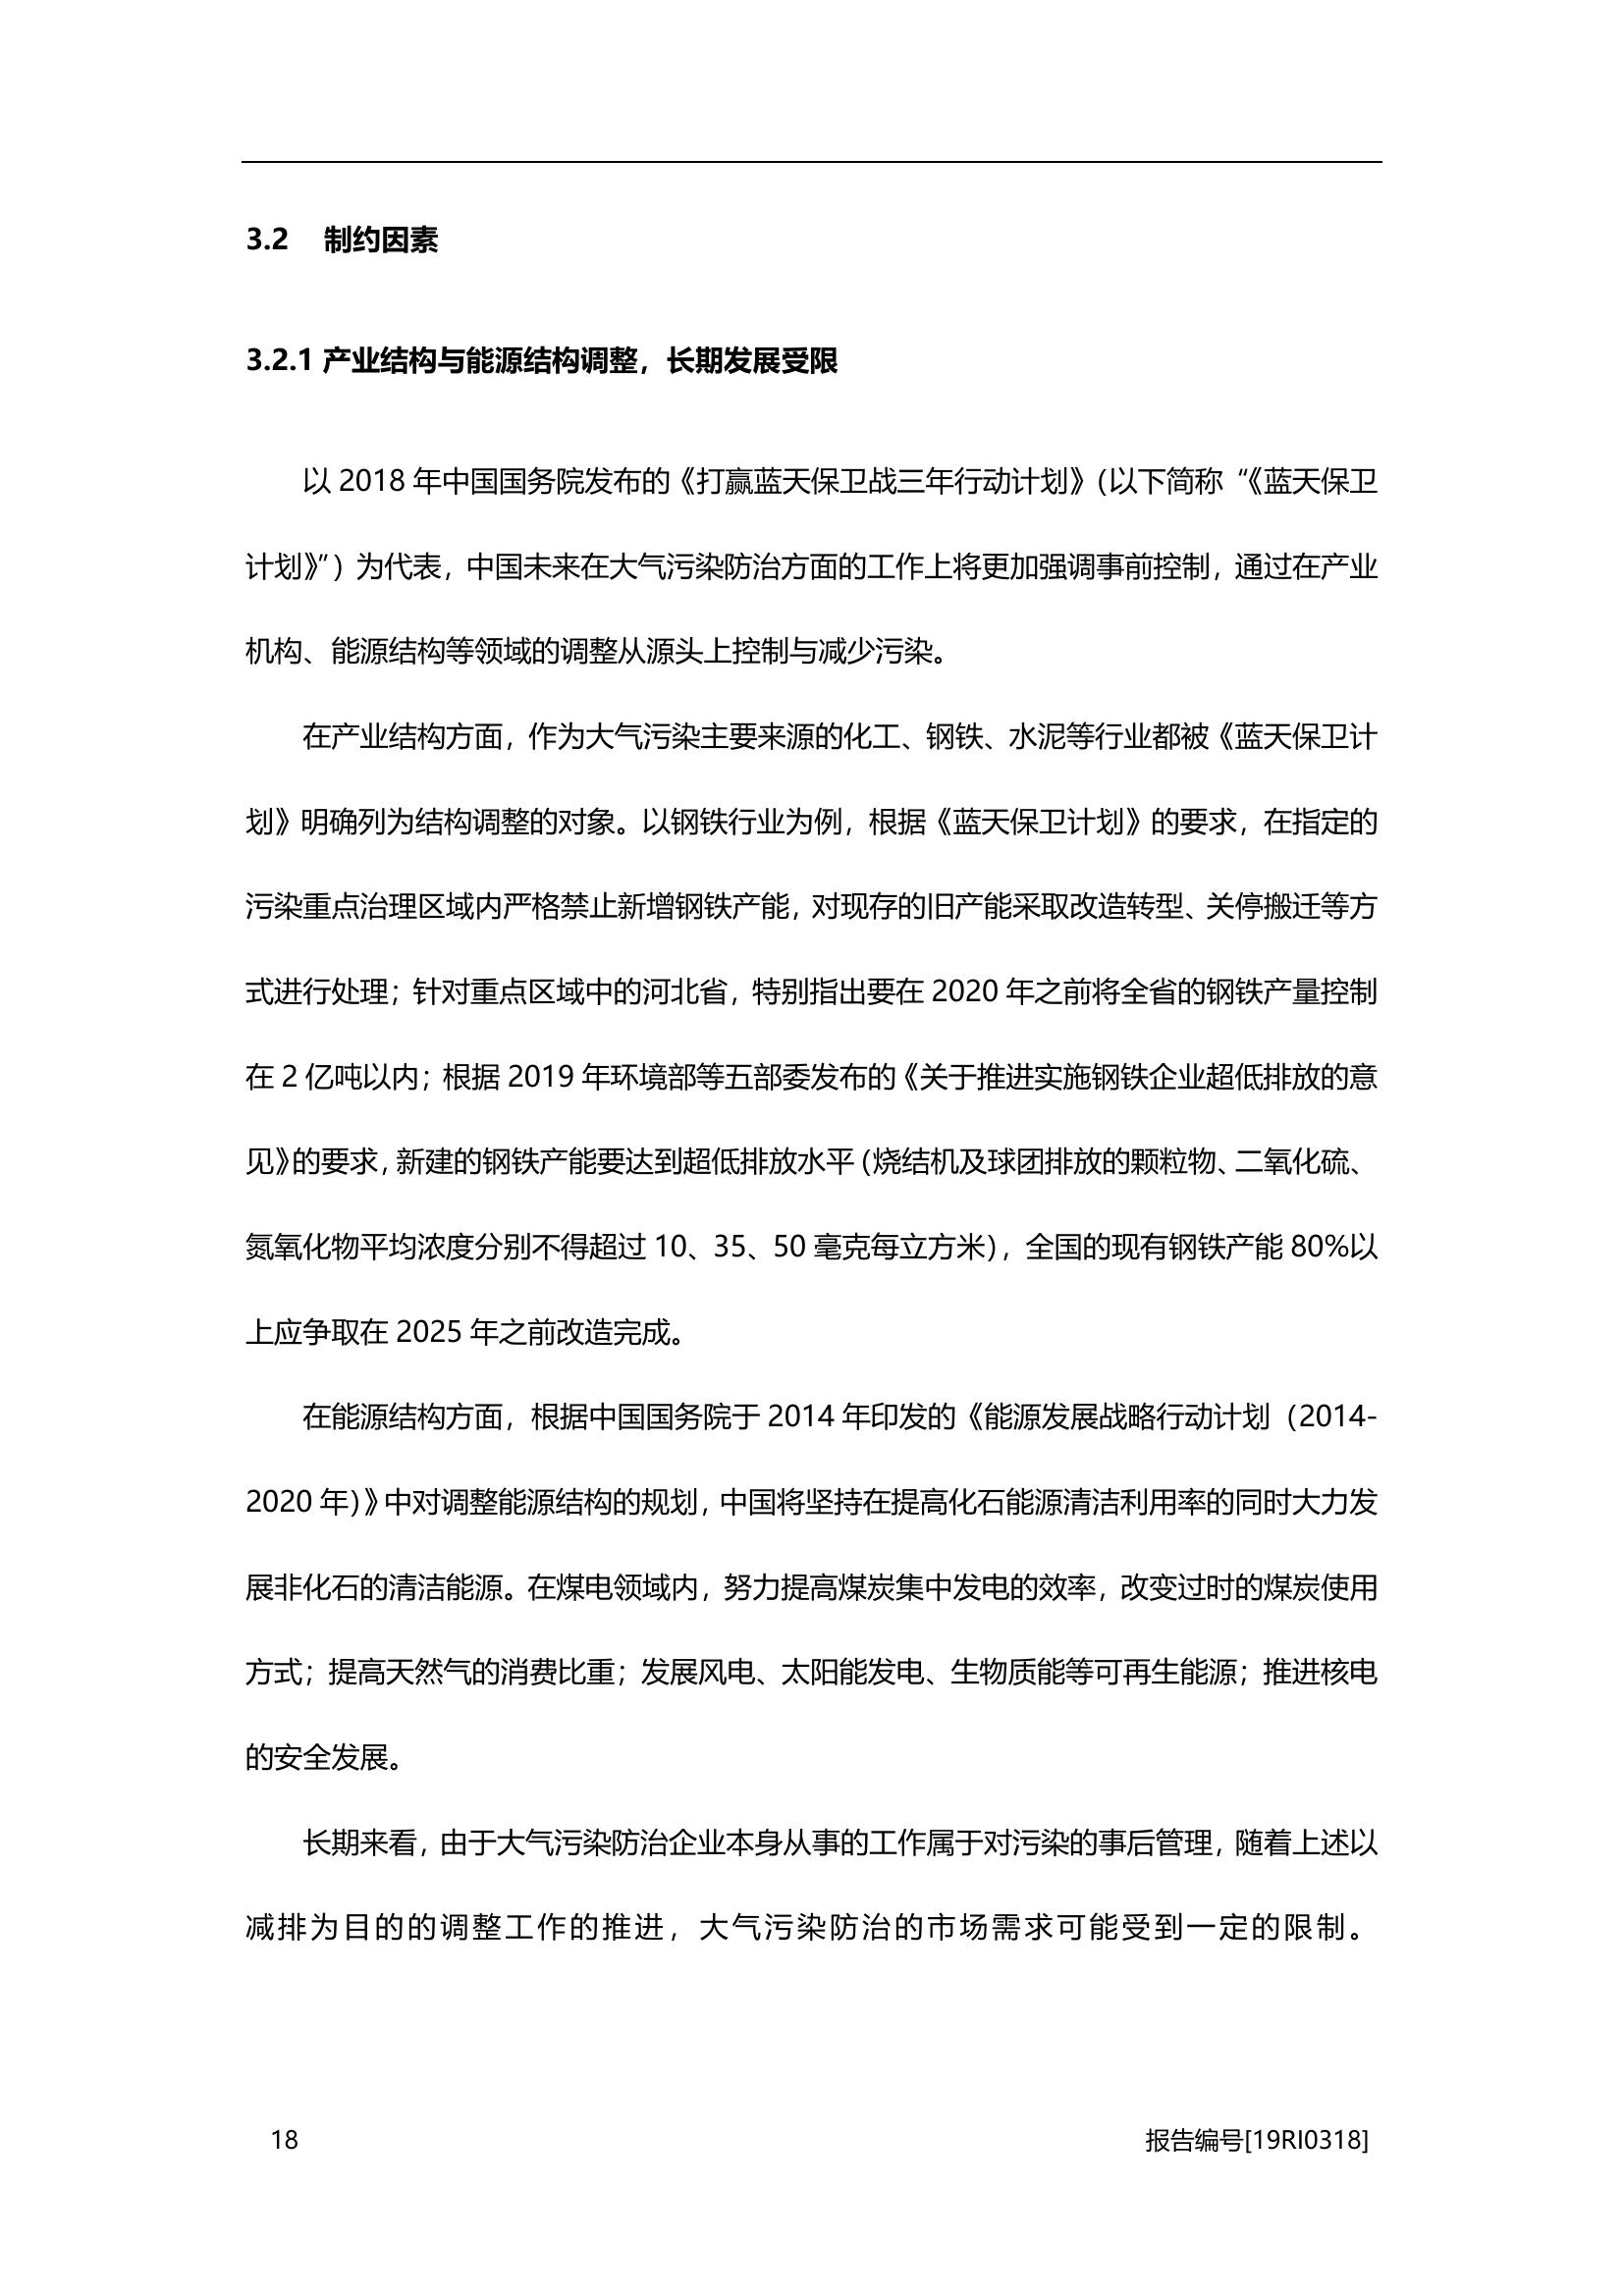 3.2 制约因素
3.2.1 产业结构与能源结构调整，长期发展受限
以 2018 年中国国务院发布的《打赢蓝天保卫战三年行动计划》（以下简称“《蓝天保卫
计划》”）为代表，中国未来在大气污染防治方面的工作上将更加强调事前控制，通过在产业
机构、能源结构等领域的调整从源头上控制与减少污染。
在产业结构方面，作为大气污染主要来源的化工、钢铁、水泥等行业都被《蓝天保卫计
划》明确列为结构调整的对象。以钢铁行业为例，根据《蓝天保卫计划》的要求，在指定的
污染重点治理区域内严格禁止新增钢铁产能，对现存的旧产能采取改造转型、关停搬迁等方
式进行处理；针对重点区域中的河北省，特别指出要在 2020 年之前将全省的钢铁产量控制
在 2 亿吨以内；根据 2019 年环境部等五部委发布的《关于推进实施钢铁企业超低排放的意
见》的要求，新建的钢铁产能要达到超低排放水平（烧结机及球团排放的颗粒物、二氧化硫、
氮氧化物平均浓度分别不得超过 10、35、50 毫克每立方米），全国的现有钢铁产能 80%以
上应争取在 2025 年之前改造完成。
在能源结构方面，根据中国国务院于 2014 年印发的《能源发展战略行动计划（2014-
2020 年）》中对调整能源结构的规划，中国将坚持在提高化石能源清洁利用率的同时大力发
展非化石的清洁能源。在煤电领域内，努力提高煤炭集中发电的效率，改变过时的煤炭使用
方式；提高天然气的消费比重；发展风电、太阳能发电、生物质能等可再生能源；推进核电
的安全发展。
长期来看，由于大气污染防治企业本身从事的工作属于对污染的事后管理，随着上述以
减排为目的的调整工作的推进，大气污染防治的市场需求可能受到一定的限制。
18 报告编号[19RI0318]